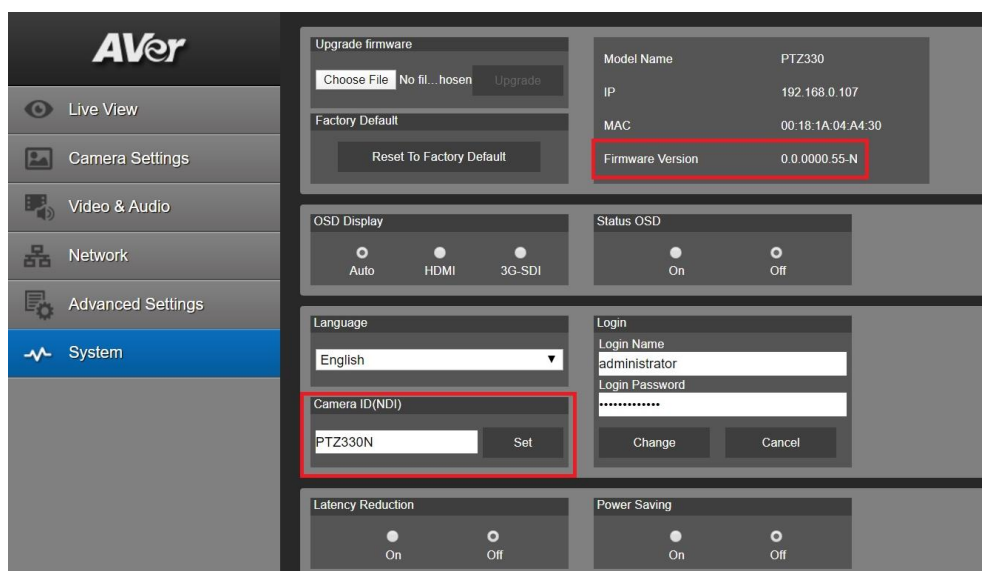 AVer
Live View
Camera Settings
Video & Audio
Network
Advanced Settings
System
Upgrade firmware
Choose File No fil...hosen Upgrade
Factory Default
Reset To Factory Default
Model Name PTZ330
IP 192.168.0.107
MAC 00:18:1A:04:A4:30
Firmware Version 0.0.0000.55-N
OSD Display
Auto HDMI 3G-SDI
Status OSD
On Off
Language
English
Camera ID(NDI)
PTZ330N Set
Login
Login Name
administrator
Login Password
•••••••••••••
Change Cancel
Latency Reduction
On Off
Power Saving
On Off